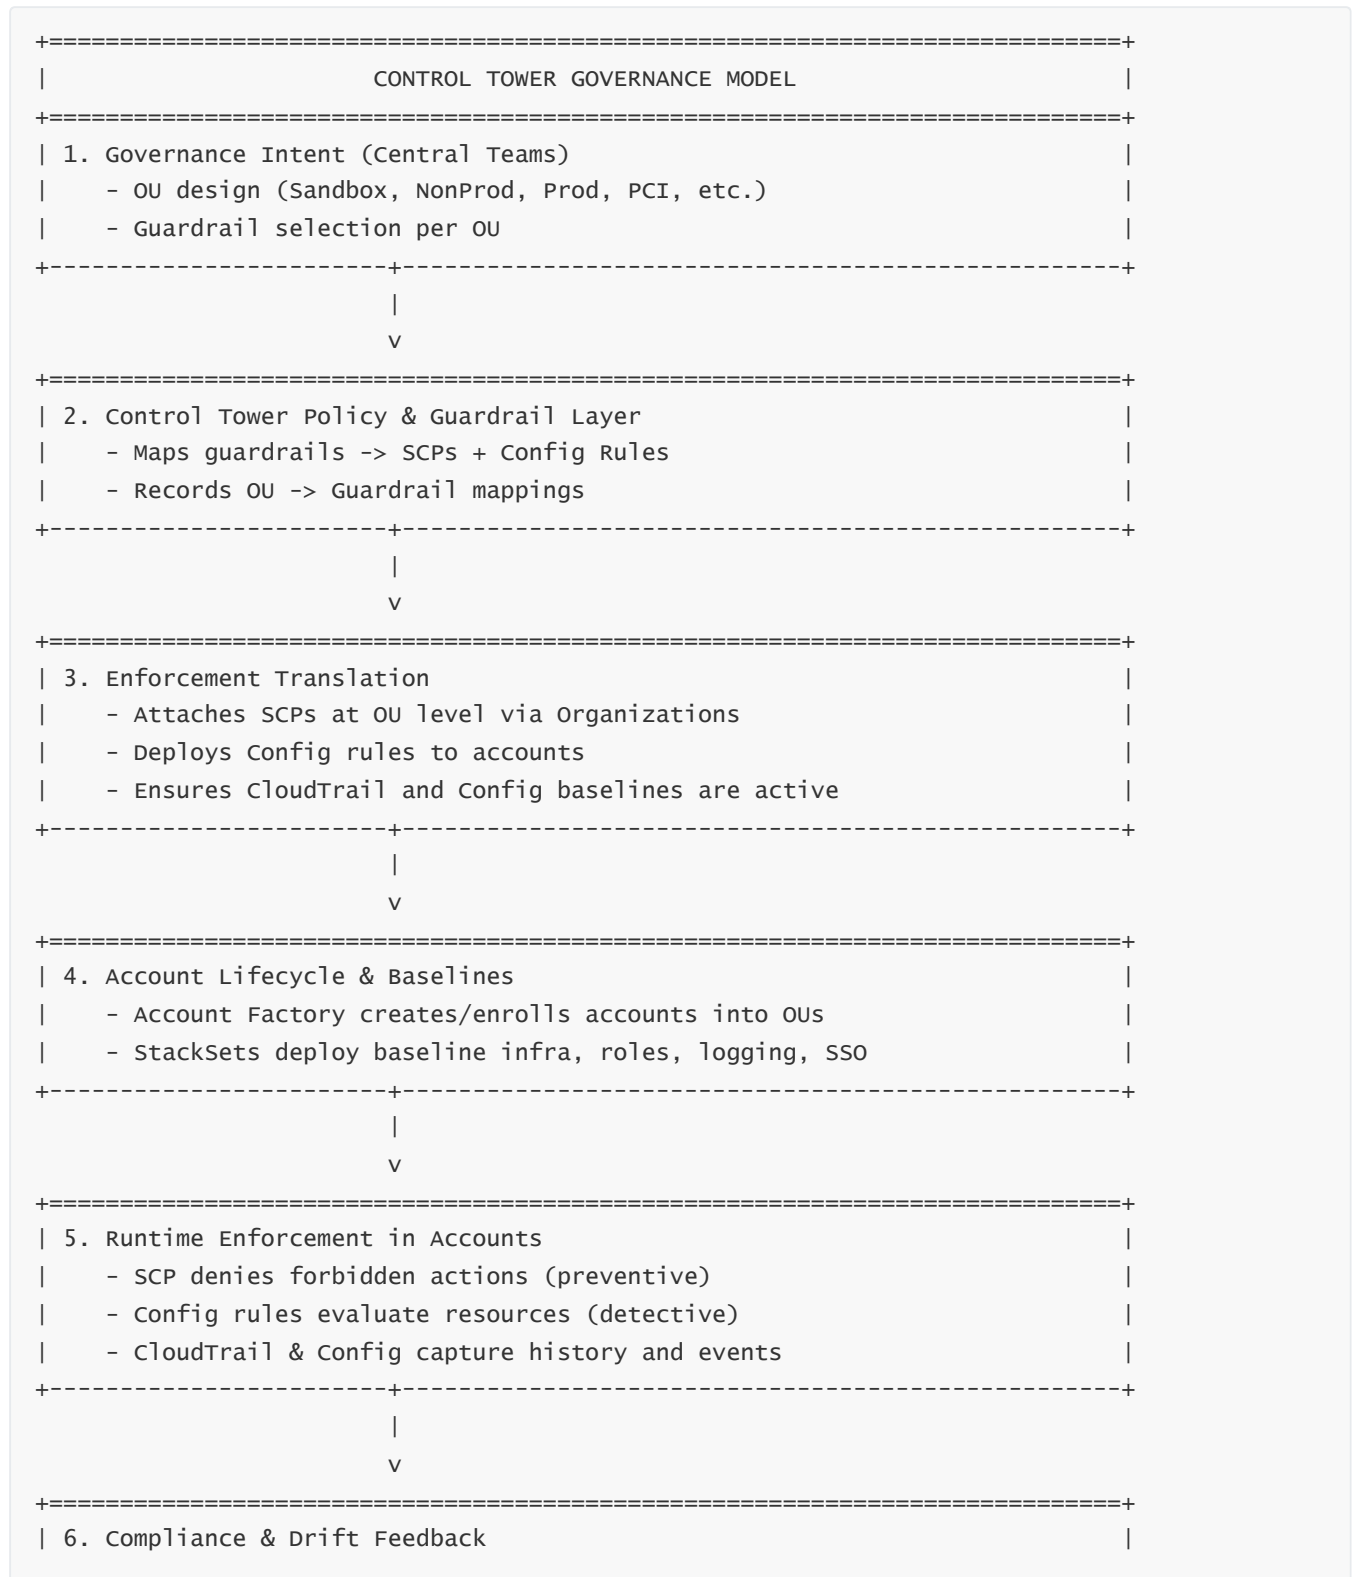 +============================================================================+
|                       CONTROL TOWER GOVERNANCE MODEL                       |
+============================================================================+
| 1. Governance Intent (Central Teams)                                       |
|    - OU design (Sandbox, NonProd, Prod, PCI, etc.)                         |
|    - Guardrail selection per OU                                            |
+------------------------+---------------------------------------------------+
                         |
                         v
+============================================================================+
| 2. Control Tower Policy & Guardrail Layer                                  |
|    - Maps guardrails -> SCPs + Config Rules                                |
|    - Records OU -> Guardrail mappings                                      |
+------------------------+---------------------------------------------------+
                         |
                         v
+============================================================================+
| 3. Enforcement Translation                                                 |
|    - Attaches SCPs at OU level via Organizations                           |
|    - Deploys Config rules to accounts                                      |
|    - Ensures CloudTrail and Config baselines are active                    |
+------------------------+---------------------------------------------------+
                         |
                         v
+============================================================================+
| 4. Account Lifecycle & Baselines                                           |
|    - Account Factory creates/enrolls accounts into OUs                     |
|    - StackSets deploy baseline infra, roles, logging, SSO                  |
+------------------------+---------------------------------------------------+
                         |
                         v
+============================================================================+
| 5. Runtime Enforcement in Accounts                                         |
|    - SCP denies forbidden actions (preventive)                             |
|    - Config rules evaluate resources (detective)                           |
|    - CloudTrail & Config capture history and events                        |
+------------------------+---------------------------------------------------+
                         |
                         v
+============================================================================+
| 6. Compliance & Drift Feedback                                             |